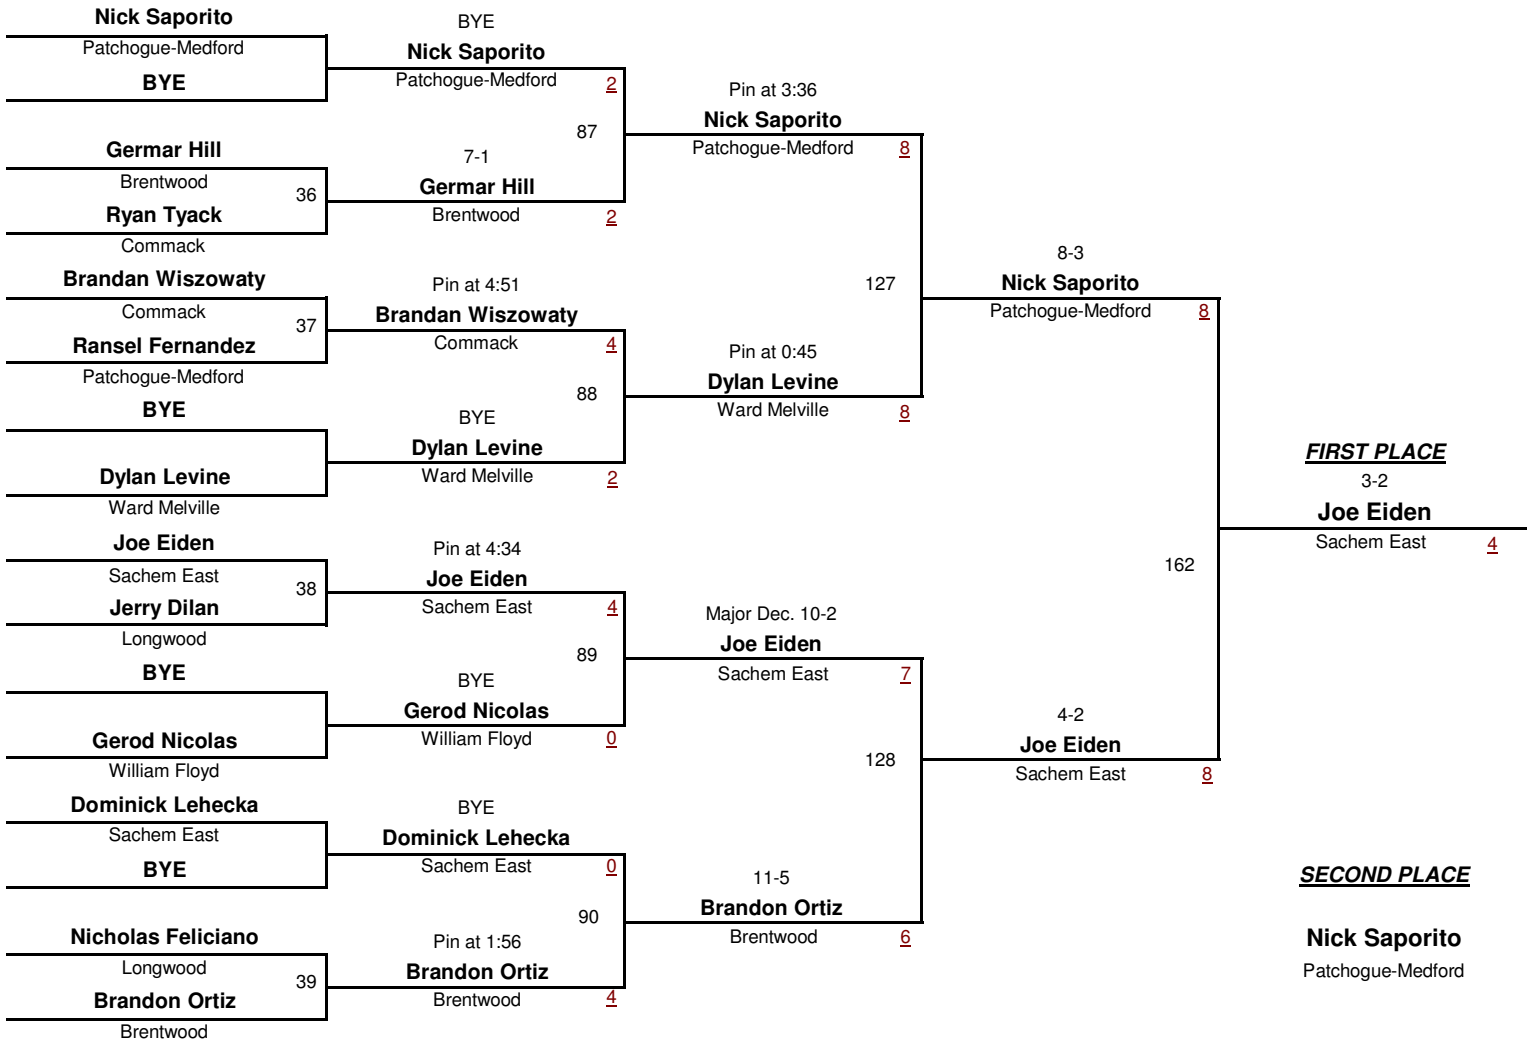 Nick Saporito
Patchogue-Medford
BYE
Germar Hill
Brentwood
36
Ryan Tyack
Commack
Brandan Wiszowaty
Commack
37
Ransel Fernandez
Patchogue-Medford
BYE
Dylan Levine
Ward Melville
Joe Eiden
Sachem East
38
Jerry Dilan
Longwood
BYE
Gerod Nicolas
William Floyd
Dominick Lehecka
Sachem East
BYE
Nicholas Feliciano
Longwood
39
Brandon Ortiz
Brentwood
BYE
Nick Saporito
Patchogue-Medford
2
87
7-1
Germar Hill
Brentwood
2
Pin at 4:51
Brandan Wiszowaty
Commack
4
88
BYE
Dylan Levine
Ward Melville
2
Pin at 4:34
Joe Eiden
Sachem East
4
89
BYE
Gerod Nicolas
William Floyd
0
BYE
Dominick Lehecka
Sachem East
0
90
Pin at 1:56
Brandon Ortiz
Brentwood
4
Pin at 3:36
Nick Saporito
Patchogue-Medford
8
127
Pin at 0:45
Dylan Levine
Ward Melville
8
Major Dec. 10-2
Joe Eiden
Sachem East
7
128
11-5
Brandon Ortiz
Brentwood
6
8-3
Nick Saporito
Patchogue-Medford
8
162
4-2
Joe Eiden
Sachem East
8
FIRST PLACE
3-2
Joe Eiden
Sachem East
4
SECOND PLACE
Nick Saporito
Patchogue-Medford